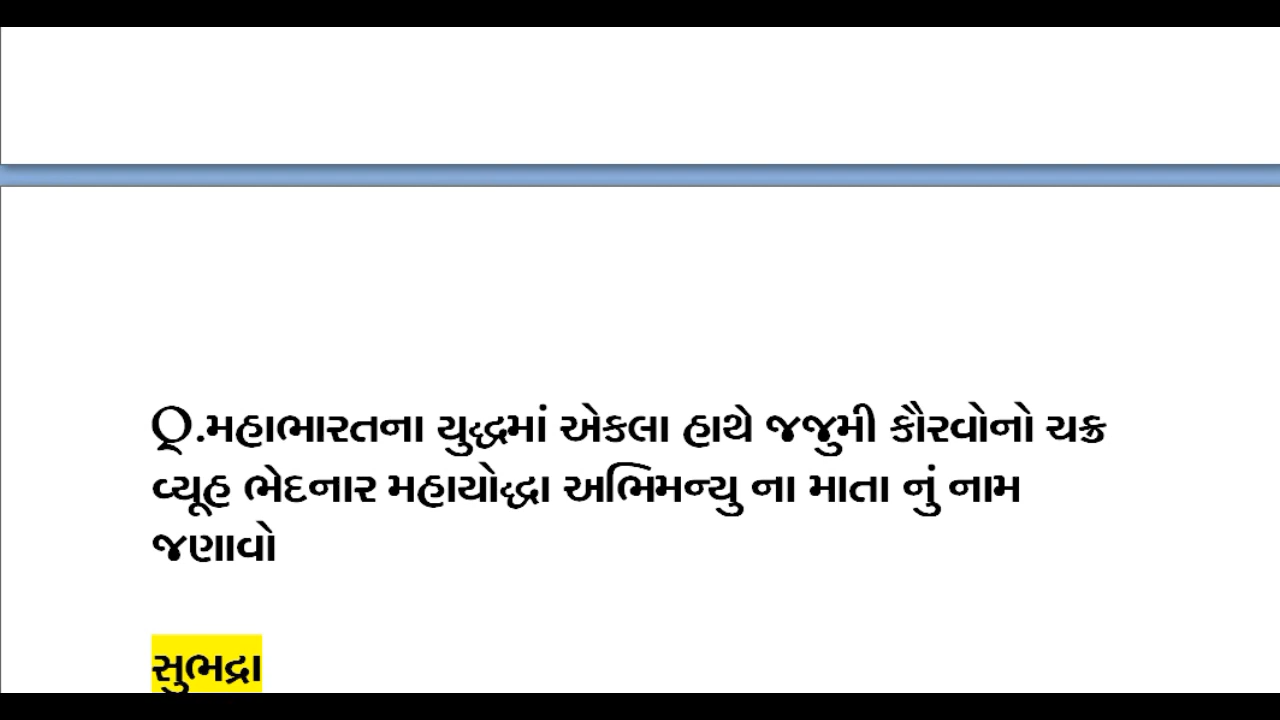 Q.મહાભારતના યુદ્ધમાં એકલા હાથે જજુમી કૌરવોનો ચક્ર
વ્યૂહ ભેદનાર મહાયોદ્ધા અભિમન્યુ ના માતા નું નામ
જણાવો
સુભદ્રા